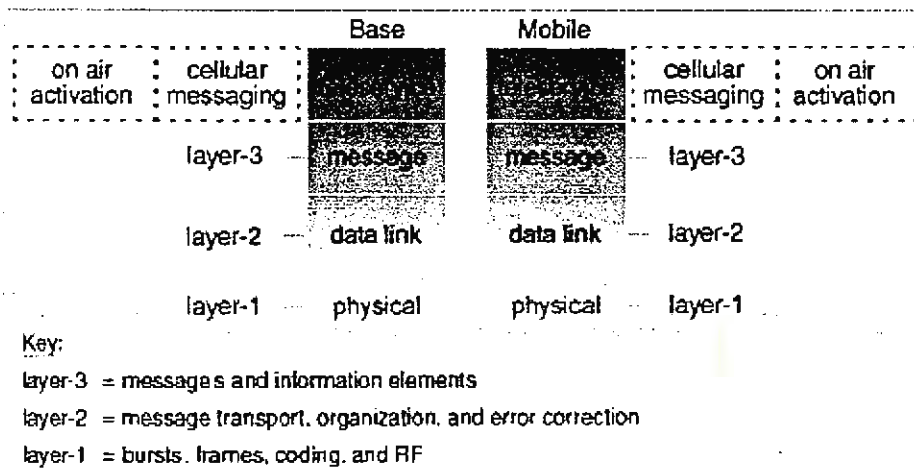 Base Mobile
on air activation cellular messaging cellular messaging on air activation
layer-3 message message layer-3
layer-2 data link data link layer-2
layer-1 physical physical layer-1
Key:
layer-3 = messages and information elements
layer-2 = message transport, organization, and error correction
layer-1 = bursts, frames, coding, and RF